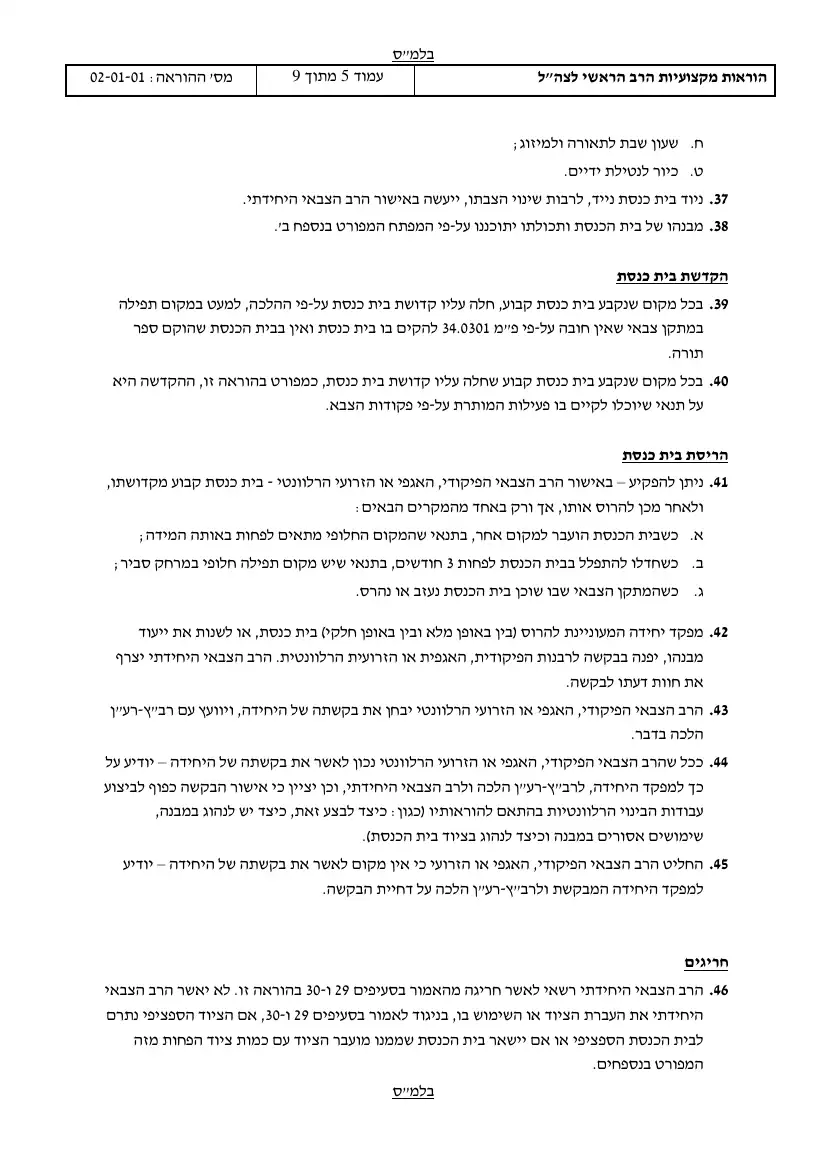 בלמ״ס
הוראות מקצועיות הרב הראשי לצה״ל עמוד 5 מתוך 9 מס׳ ההוראה: 02-01-01
ח. שעון שבת לתאורה ולמיזוג;
ט. כיור לנטילת ידיים.
37. ניוד בית כנסת נייד, לרבות שינוי הצבתו, ייעשה באישור הרב הצבאי היחידתי.
38. מבנהו של בית הכנסת ותכולתו יתוכננו על-פי המפתח המפורט בנספח ב׳.
הקדשת בית כנסת
39. בכל מקום שנקבע בית כנסת קבוע, חלה עליו קדושת בית כנסת על-פי ההלכה, למעט במקום תפילה
במתקן צבאי שאין חובה על-פי פ״מ 34.0301 להקים בו בית כנסת ואין בבית הכנסת שהוקם ספר
תורה.
40. בכל מקום שנקבע בית כנסת קבוע שחלה עליו קדושת בית כנסת, כמפורט בהוראה זו, ההקדשה היא
על תנאי שיוכלו לקיים בו פעילות המותרת על-פי פקודות הצבא.
הריסת בית כנסת
41. ניתן להפקיע – באישור הרב הצבאי הפיקודי, האגפי או הזרועי הרלוונטי - בית כנסת קבוע מקדושתו,
ולאחר מכן להרוס אותו, אך ורק באחד מהמקרים הבאים:
א. כשבית הכנסת הועבר למקום אחר, בתנאי שהמקום החלופי מתאים לפחות באותה המידה;
ב. כשחדלו להתפלל בבית הכנסת לפחות 3 חודשים, בתנאי שיש מקום תפילה חלופי במרחק סביר;
ג. כשהמתקן הצבאי שבו שוכן בית הכנסת נעזב או נהרס.
42. מפקד יחידה המעוניינת להרוס (בין באופן מלא ובין באופן חלקי) בית כנסת, או לשנות את ייעוד
מבנהו, יפנה בבקשה לרבנות הפיקודית, האגפית או הזרועית הרלוונטית. הרב הצבאי היחידתי יצרף
את חוות דעתו לבקשה.
43. הרב הצבאי הפיקודי, האגפי או הזרועי הרלוונטי יבחן את בקשתה של היחידה, ויוועץ עם רב״ץ-רע״ן
הלכה בדבר.
44. ככל שהרב הצבאי הפיקודי, האגפי או הזרועי הרלוונטי נכון לאשר את בקשתה של היחידה – יודיע על
כך למפקד היחידה, לרב״ץ-רע״ן הלכה ולרב הצבאי היחידתי, וכן יציין כי אישור הבקשה כפוף לביצוע
עבודות הבינוי הרלוונטיות בהתאם להוראותיו (כגון: כיצד לבצע זאת, כיצד יש לנהוג במבנה,
שימושים אסורים במבנה וכיצד לנהוג בציוד בית הכנסת).
45. החליט הרב הצבאי הפיקודי, האגפי או הזרועי כי אין מקום לאשר את בקשתה של היחידה – יודיע
למפקד היחידה המבקשת ולרב״ץ-רע״ן הלכה על דחיית הבקשה.
חריגים
46. הרב הצבאי היחידתי רשאי לאשר חריגה מהאמור בסעיפים 29 ו-30 בהוראה זו. לא יאשר הרב הצבאי
היחידתי את העברת הציוד או השימוש בו, בניגוד לאמור בסעיפים 29 ו-30, אם הציוד הספציפי נתרם
לבית הכנסת הספציפי או אם יישאר בית הכנסת שממנו מועבר הציוד עם כמות ציוד הפחות מזה
המפורט בנספחים.
בלמ״ס